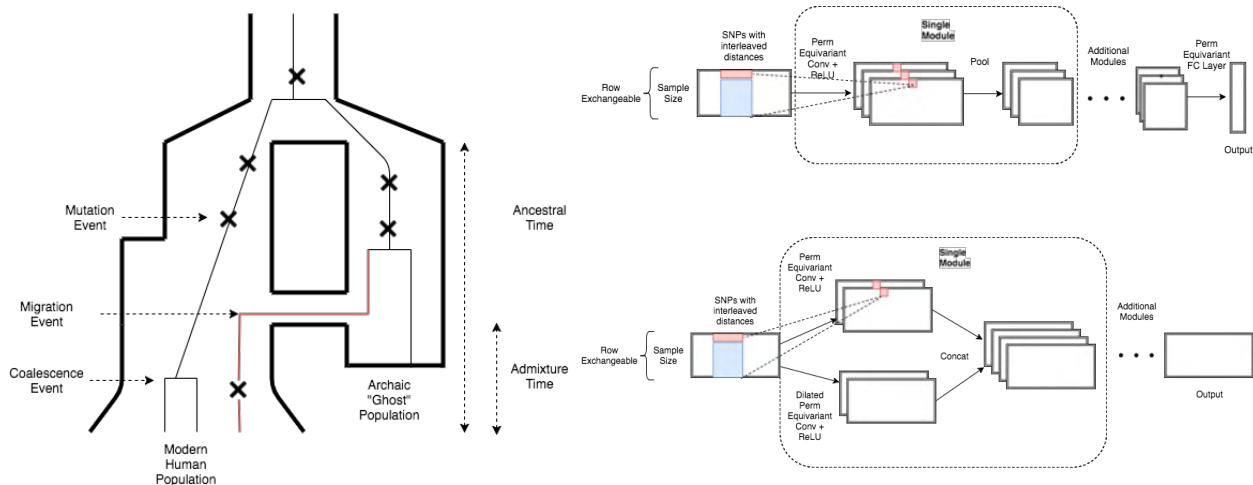 Mutation
Event
Migration
Event
Coalescence
Event
Modern
Human
Population
Archaic
"Ghost"
Population
Ancestral
Time
Admixture
Time
Single
Module
SNPs with
interleaved
distances
Perm
Equivariant
Conv +
ReLU
Pool
Additional
Modules
Perm
Equivariant
FC Layer
Row
Exchangeable
Sample
Size
Output
Single
Module
Perm
Equivariant
Conv +
ReLU
SNPs with
interleaved
distances
Additional
Modules
Row
Exchangeable
Sample
Size
Concat
Output
Dilated
Perm
Equivariant
Conv +
ReLU